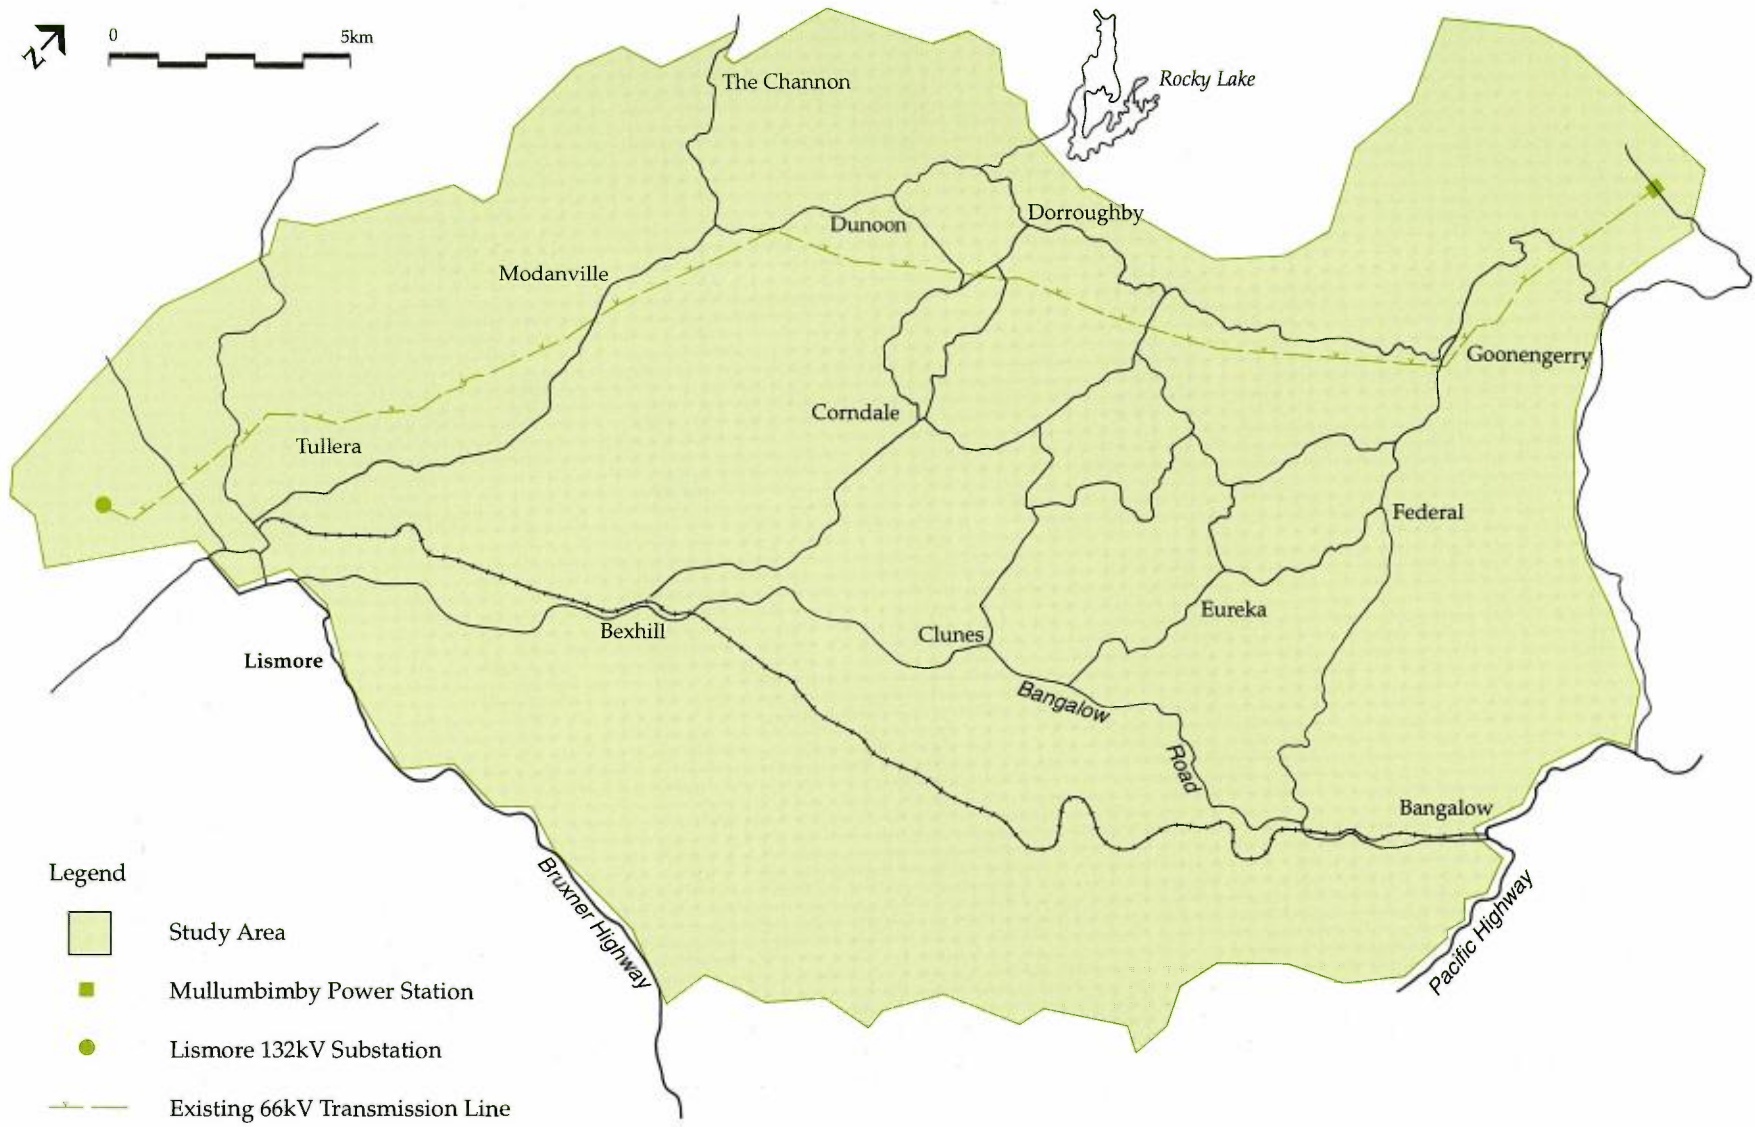 N
0 5km
The Channon
Rocky Lake
Dunoon
Dorroughby
Modanville
Goonengerry
Corndale
Tullera
Federal
Eureka
Bexhill
Clunes
Lismore
Bangalow
Road
Bangalow
Bruxner Highway
Pacific Highway
Legend
Study Area
Mullumbimby Power Station
Lismore 132kV Substation
Existing 66kV Transmission Line